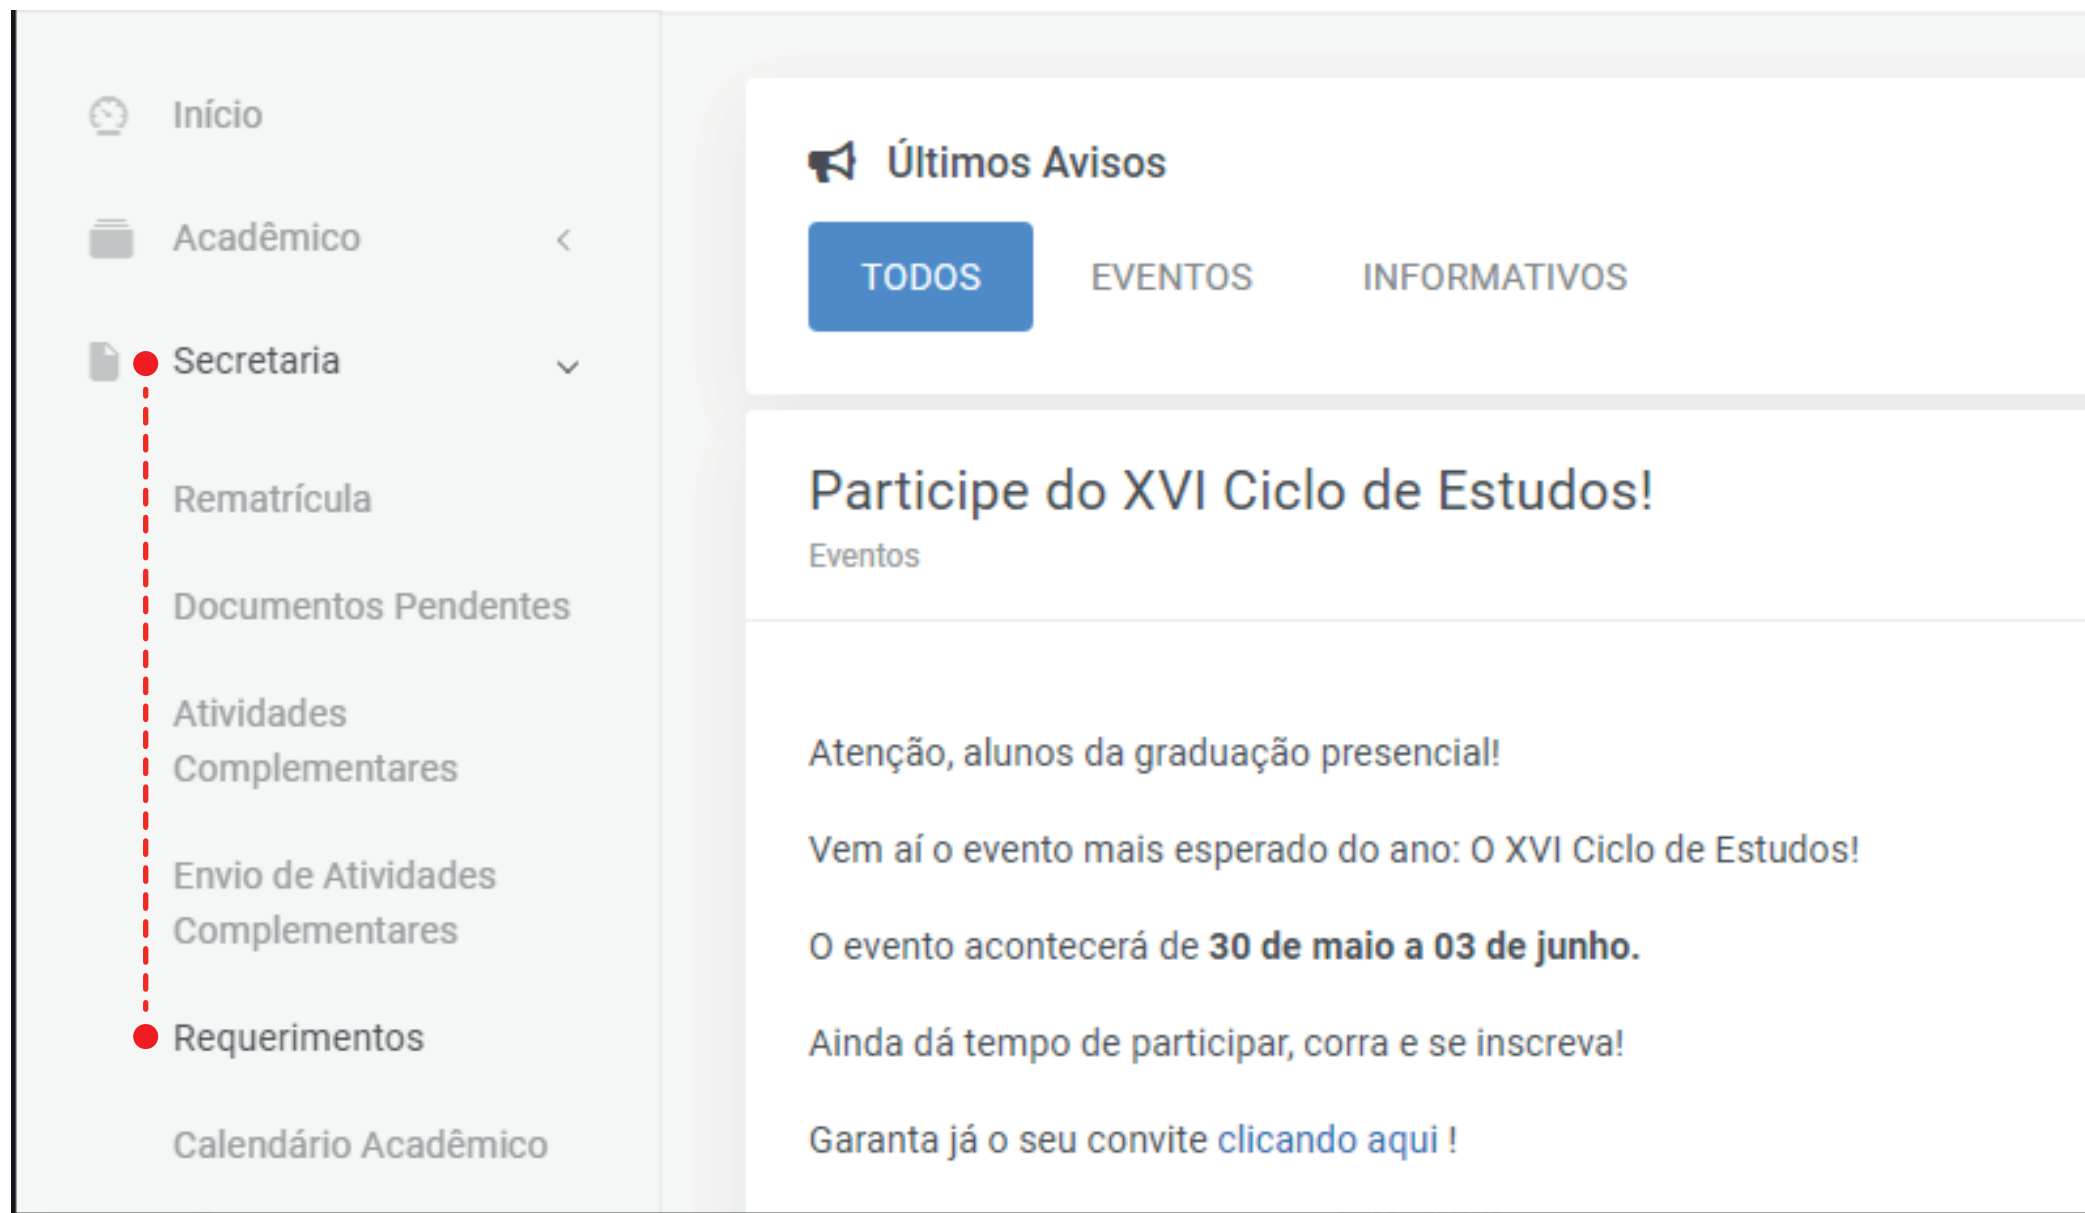 Início
Acadêmico
Secretaria
Rematrícula
Documentos Pendentes
Atividades
Complementares
Envio de Atividades
Complementares
Requerimentos
Calendário Acadêmico
Últimos Avisos
TODOS EVENTOS INFORMATIVOS
Participe do XVI Ciclo de Estudos!
Eventos
Atenção, alunos da graduação presencial!
Vem aí o evento mais esperado do ano: O XVI Ciclo de Estudos!
O evento acontecerá de 30 de maio a 03 de junho.
Ainda dá tempo de participar, corra e se inscreva!
Garanta já o seu convite clicando aqui !